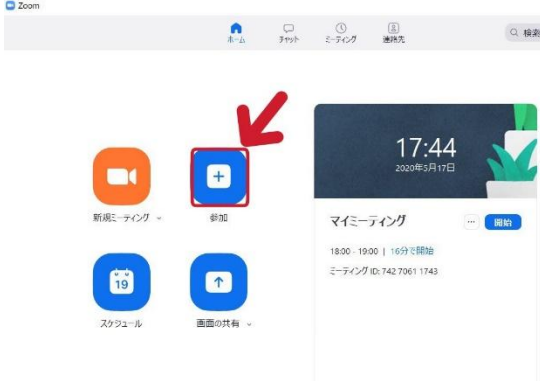 Zoom
ホーム
チャット
ミーティング
連絡先
検索
17:44
2020年5月17日
新規ミーティング
参加
マイミーティング
... 開始
18:00 - 19:00 | 16分で開始
ミーティング ID: 742 7061 1743
19
スケジュール
画面の共有